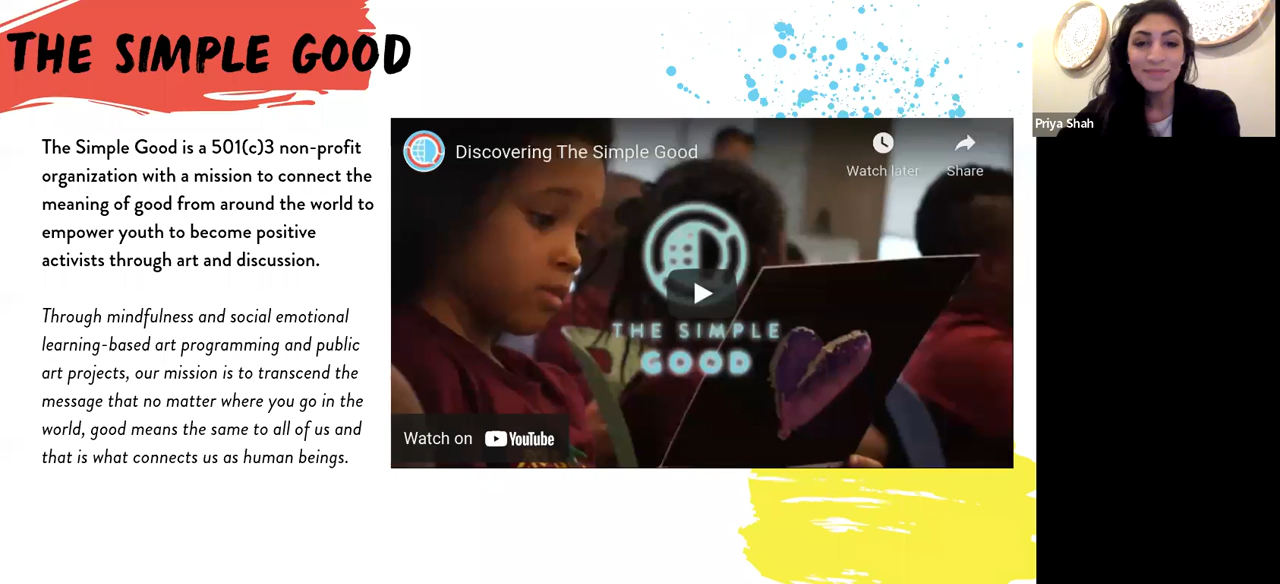 THE SIMPLE GOOD
Priya Shah
The Simple Good is a 501(c)3 non-profit
organization with a mission to connect the
meaning of good from around the world to
empower youth to become positive
activists through art and discussion.
Through mindfulness and social emotional
learning-based art programming and public
art projects, our mission is to transcend the
message that no matter where you go in the
world, good means the same to all of us and
that is what connects us as human beings.
Discovering The Simple Good
Watch later
Share
THE SIMPLE
GOOD
Watch on YouTube